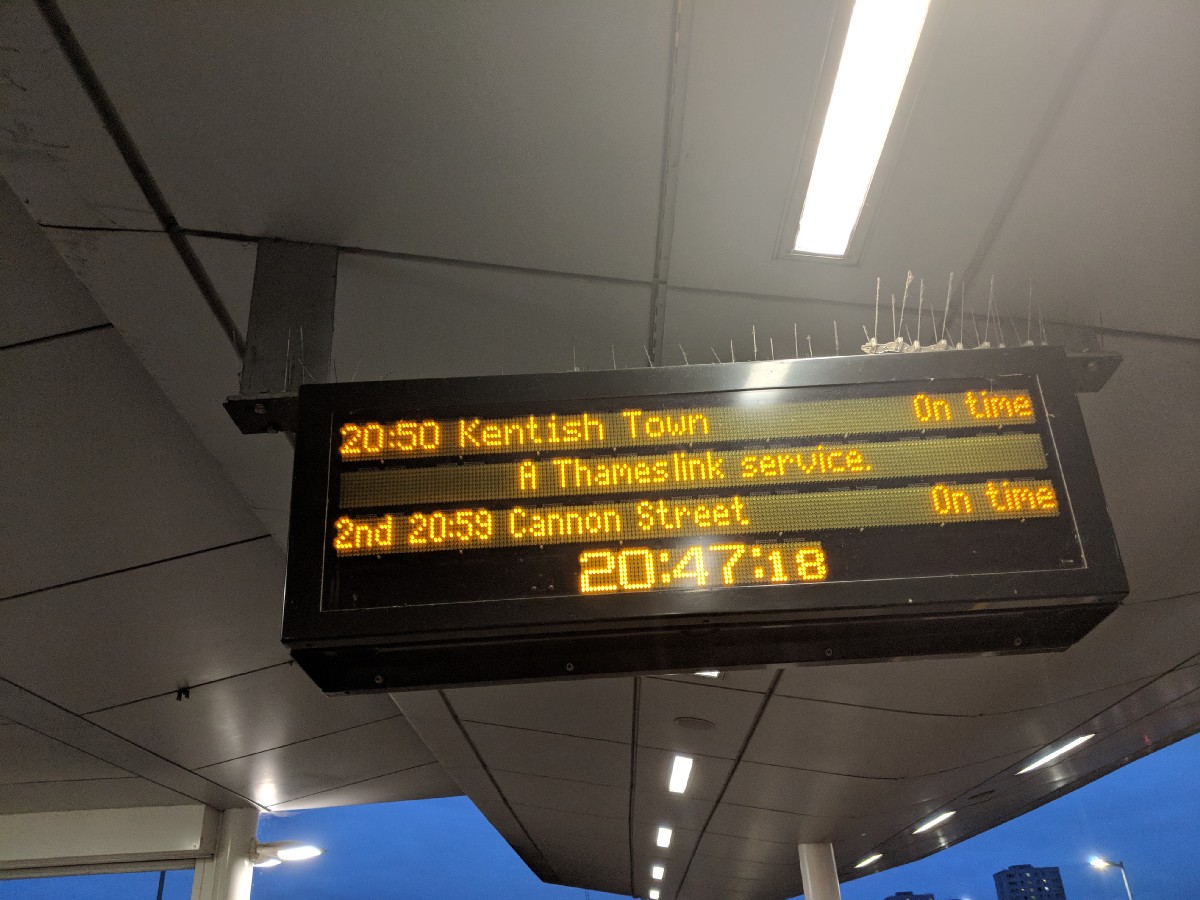 20:50 Kentish Town On time
A Thameslink service.
2nd 20:59 Cannon Street On time
20:47:18